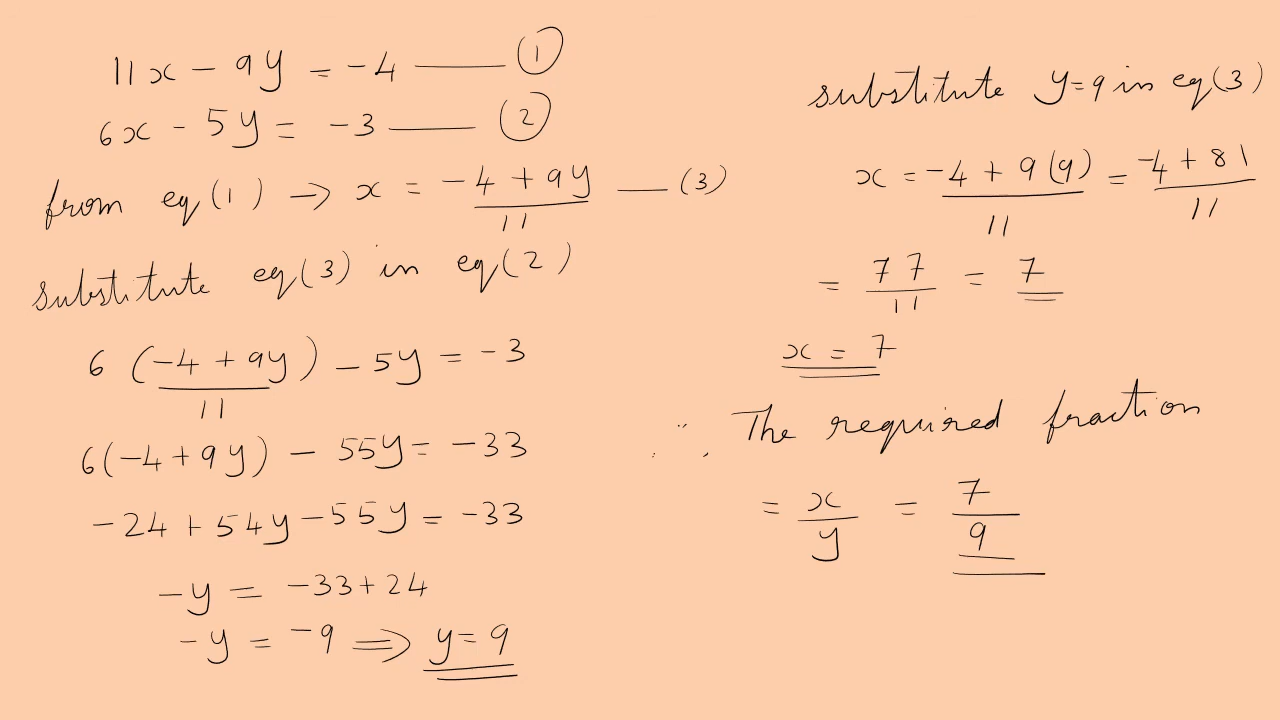 11x - 9y = -4 —— ①
6x - 5y = -3 —— ②
from eq(1) → x = (-4 + 9y)/11 — (3)
substitute eq(3) in eq(2)
6 (-4 + 9y)/11 - 5y = -3
6(-4 + 9y) - 55y = -33
-24 + 54y - 55y = -33
-y = -33 + 24
-y = -9 ⇒ y = 9
substitute y=9 in eq(3)
x = (-4 + 9(9))/11 = (-4 + 81)/11
= 77/11 = 7
x = 7
∴ The required fraction
= x/y = 7/9